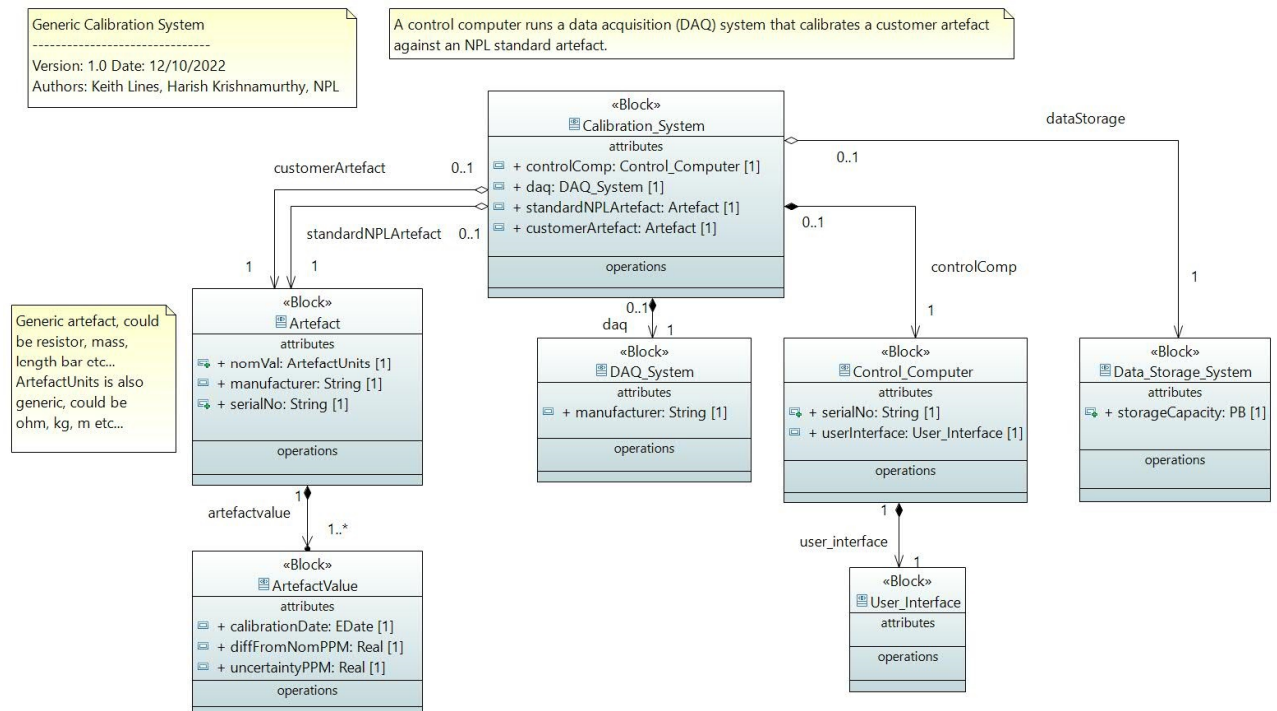 Generic Calibration System
-------------------------------
Version: 1.0 Date: 12/10/2022
Authors: Keith Lines, Harish Krishnamurthy, NPL
A control computer runs a data acquisition (DAQ) system that calibrates a customer artefact
against an NPL standard artefact.
«Block»
Calibration_System
attributes
+ controlComp: Control_Computer [1]
+ daq: DAQ_System [1]
+ standardNPLArtefact: Artefact [1]
+ customerArtefact: Artefact [1]
operations
customerArtefact
0..1
standardNPLArtefact
0..1
1
1
dataStorage
0..1
1
0..1
controlComp
1
0..1
daq
1
Generic artefact, could
be resistor, mass,
length bar etc...
ArtefactUnits is also
generic, could be
ohm, kg, m etc...
«Block»
Artefact
attributes
+ nomVal: ArtefactUnits [1]
+ manufacturer: String [1]
+ serialNo: String [1]
operations
«Block»
DAQ_System
attributes
+ manufacturer: String [1]
operations
«Block»
Control_Computer
attributes
+ serialNo: String [1]
+ userInterface: User_Interface [1]
operations
«Block»
Data_Storage_System
attributes
+ storageCapacity: PB [1]
operations
1
artefactvalue
1..*
«Block»
ArtefactValue
attributes
+ calibrationDate: EDate [1]
+ diffFromNomPPM: Real [1]
+ uncertaintyPPM: Real [1]
operations
1
user_interface
1
«Block»
User_Interface
attributes
operations